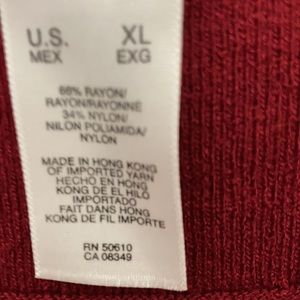 U.S. XL
MEX EXG
66% RAYON/
RAYON/RAYONNE
34% NYLON/
NILON POLIAMIDA/
NYLON
MADE IN HONG KONG
OF IMPORTED YARN
HECHO EN HONG
KONG DE EL HILO
IMPORTADO
FAIT DANS HONG
KONG DE FIL IMPORTE
RN 50610
CA 08349